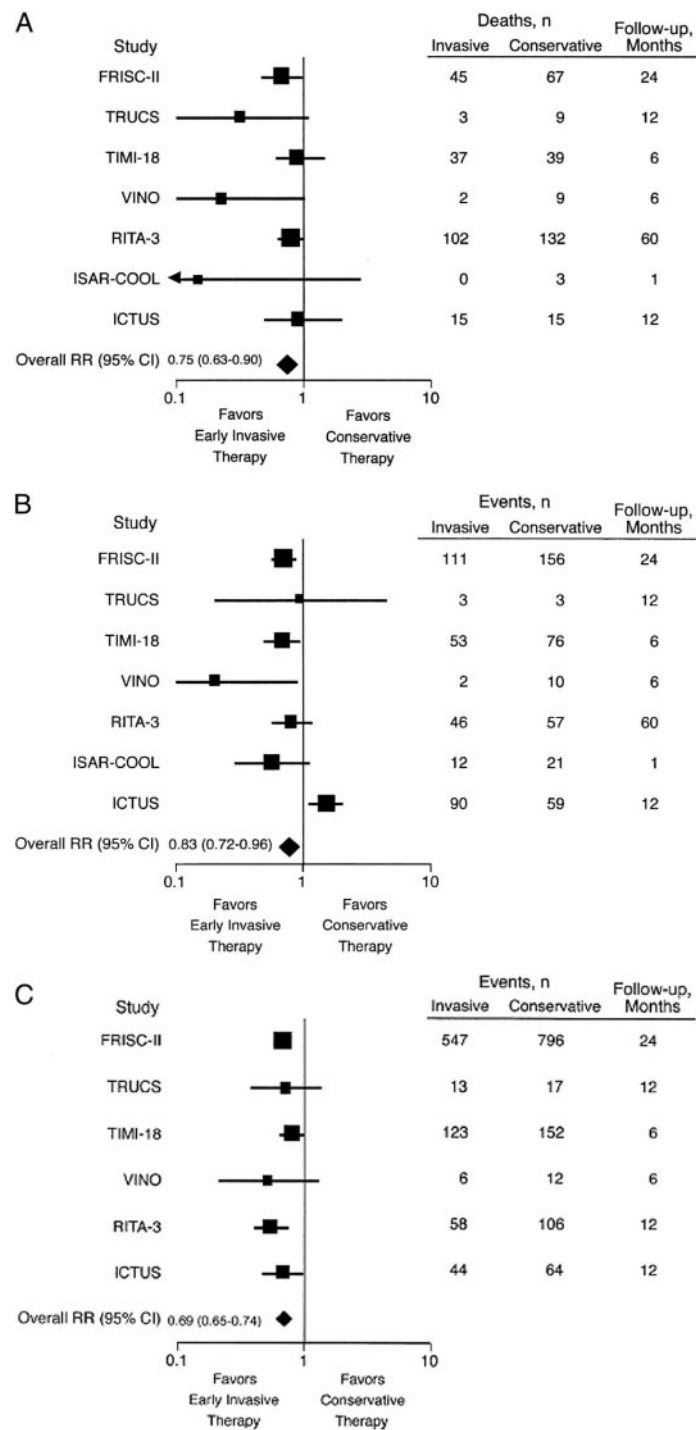 A
Deaths, n Follow-up,
Study Invasive Conservative Months
FRISC-II 45 67 24
TRUCS 3 9 12
TIMI-18 37 39 6
VINO 2 9 6
RITA-3 102 132 60
ISAR-COOL 0 3 1
ICTUS 15 15 12
Overall RR (95% CI) 0.75 (0.63-0.90)
0.1 1 10
Favors Favors
Early Invasive Conservative
Therapy Therapy
B
Events, n Follow-up,
Study Invasive Conservative Months
FRISC-II 111 156 24
TRUCS 3 3 12
TIMI-18 53 76 6
VINO 2 10 6
RITA-3 46 57 60
ISAR-COOL 12 21 1
ICTUS 90 59 12
Overall RR (95% CI) 0.83 (0.72-0.96)
0.1 1 10
Favors Favors
Early Invasive Conservative
Therapy Therapy
C
Events, n Follow-up,
Study Invasive Conservative Months
FRISC-II 547 796 24
TRUCS 13 17 12
TIMI-18 123 152 6
VINO 6 12 6
RITA-3 58 106 12
ICTUS 44 64 12
Overall RR (95% CI) 0.69 (0.65-0.74)
0.1 1 10
Favors Favors
Early Invasive Conservative
Therapy Therapy